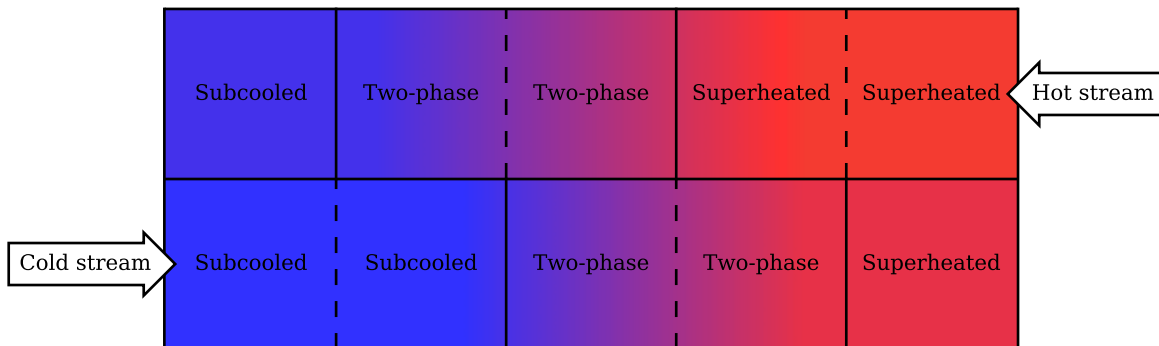 Subcooled
Two-phase
Two-phase
Superheated
Superheated
Hot stream
Cold stream
Subcooled
Subcooled
Two-phase
Two-phase
Superheated